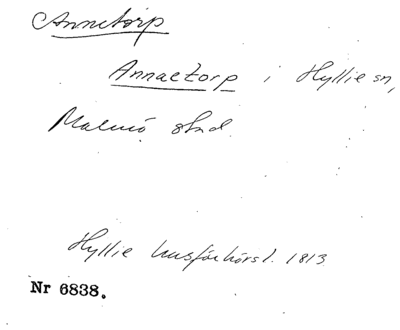 Annetorp
Annaetorp i Hyllie sn,
Malmö stad.
Hyllie husförhörsl. 1813
Nr 6838.